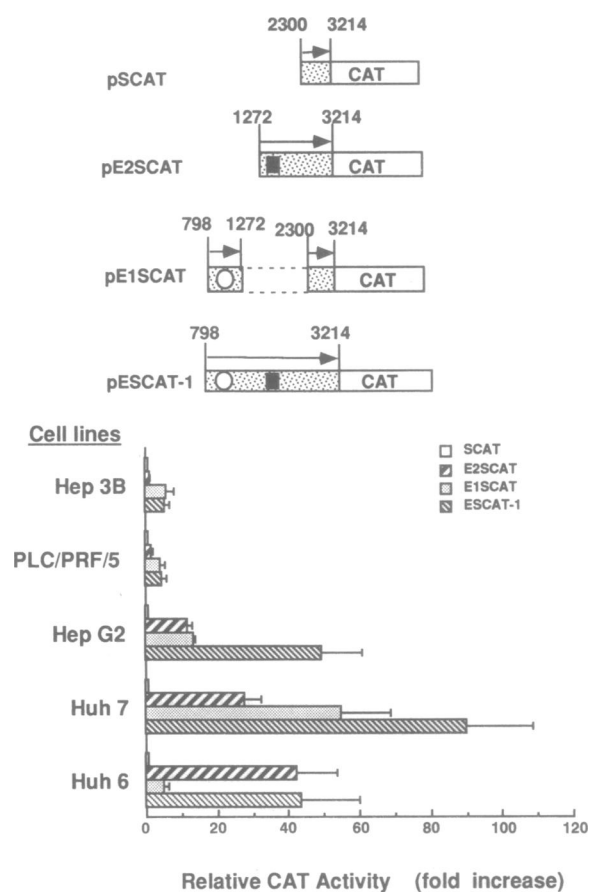 2300 3214
pSCAT CAT
1272 3214
pE2SCAT CAT
798 1272 2300 3214
pE1SCAT CAT
798 3214
pESCAT-1 CAT
Cell lines
SCAT
E2SCAT
E1SCAT
ESCAT-1
Hep 3B
PLC/PRF/5
Hep G2
Huh 7
Huh 6
0 20 40 60 80 100 120
Relative CAT Activity (fold increase)